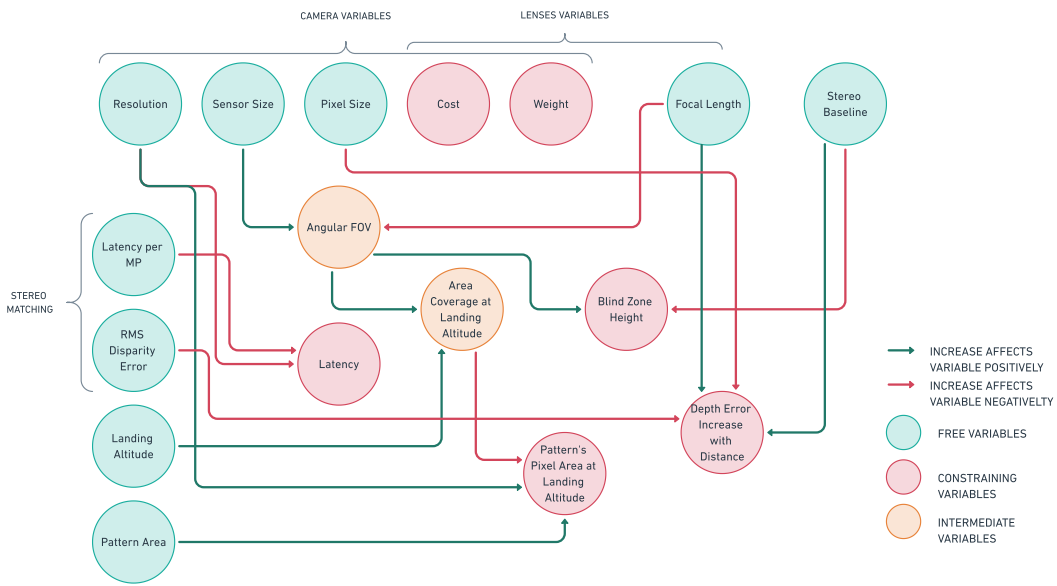 CAMERA VARIABLES
LENSES VARIABLES
Resolution
Sensor Size
Pixel Size
Cost
Weight
Focal Length
Stereo
Baseline
STEREO
MATCHING
Latency per
MP
Angular FOV
RMS
Disparity
Error
Area
Coverage at
Landing
Altitude
Blind Zone
Height
Latency
Landing
Altitude
Pattern's
Pixel Area at
Landing
Altitude
Depth Error
Increase
with
Distance
Pattern Area
INCREASE AFFECTS
VARIABLE POSITIVELY
INCREASE AFFECTS
VARIABLE NEGATIVELTY
FREE VARIABLES
CONSTRAINING
VARIABLES
INTERMEDIATE
VARIABLES